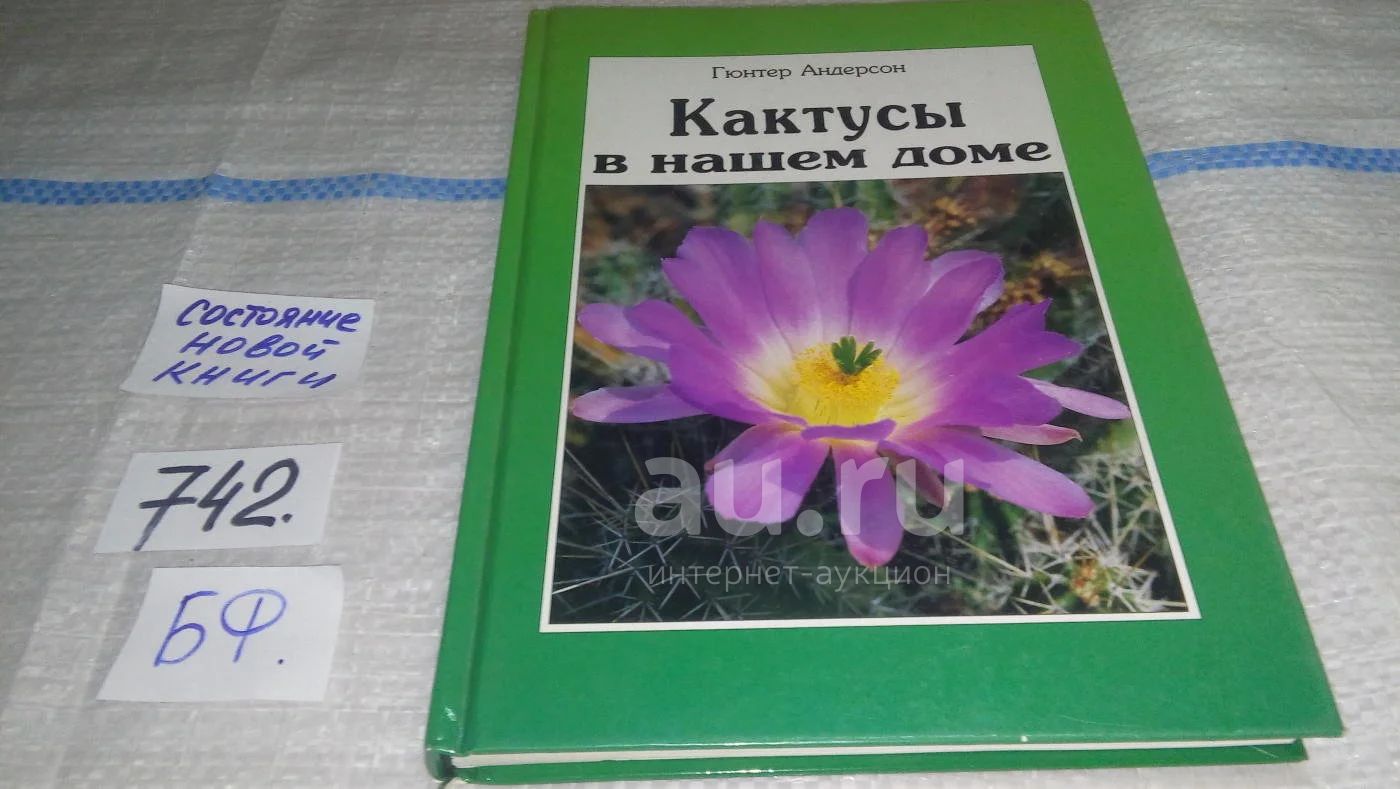 Гюнтер Андерсон
Кактусы
в нашем доме
состояние
новой
книги
742.
БФ.
au.ru
интернет-аукцион